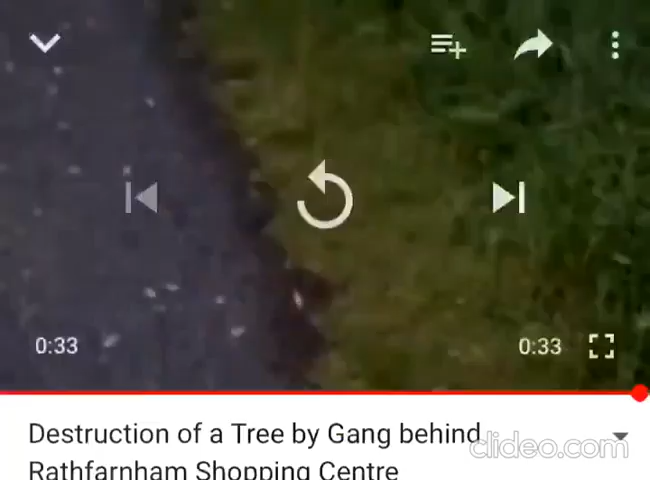 0:33
0:33
Destruction of a Tree by Gang behind
Rathfarnham Shopping Centre
clideo.com